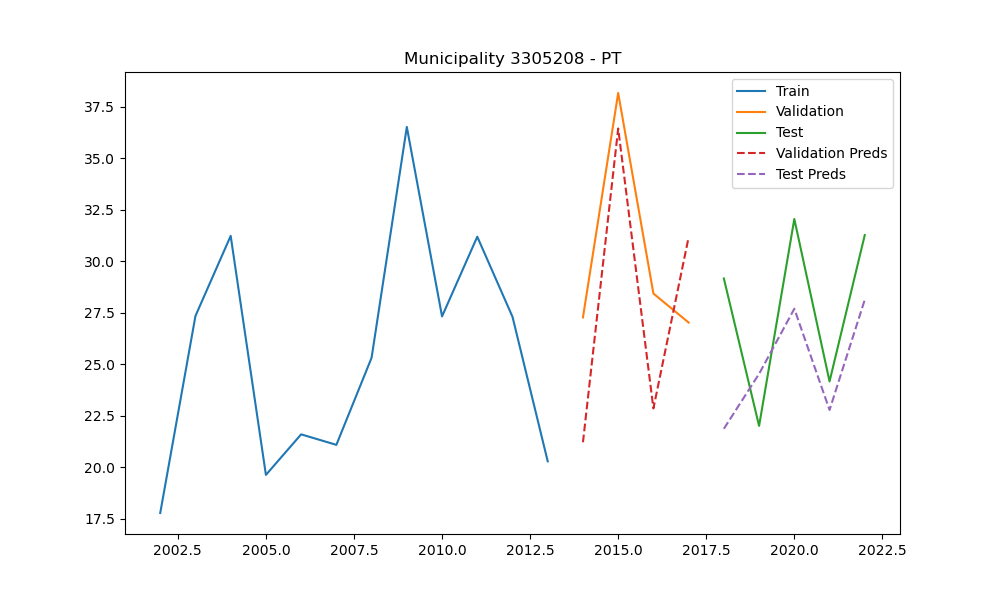 Municipality 3305208 - PT
Train
Validation
Test
Validation Preds
Test Preds
37.5
35.0
32.5
30.0
27.5
25.0
22.5
20.0
17.5
2002.5 2005.0 2007.5 2010.0 2012.5 2015.0 2017.5 2020.0 2022.5